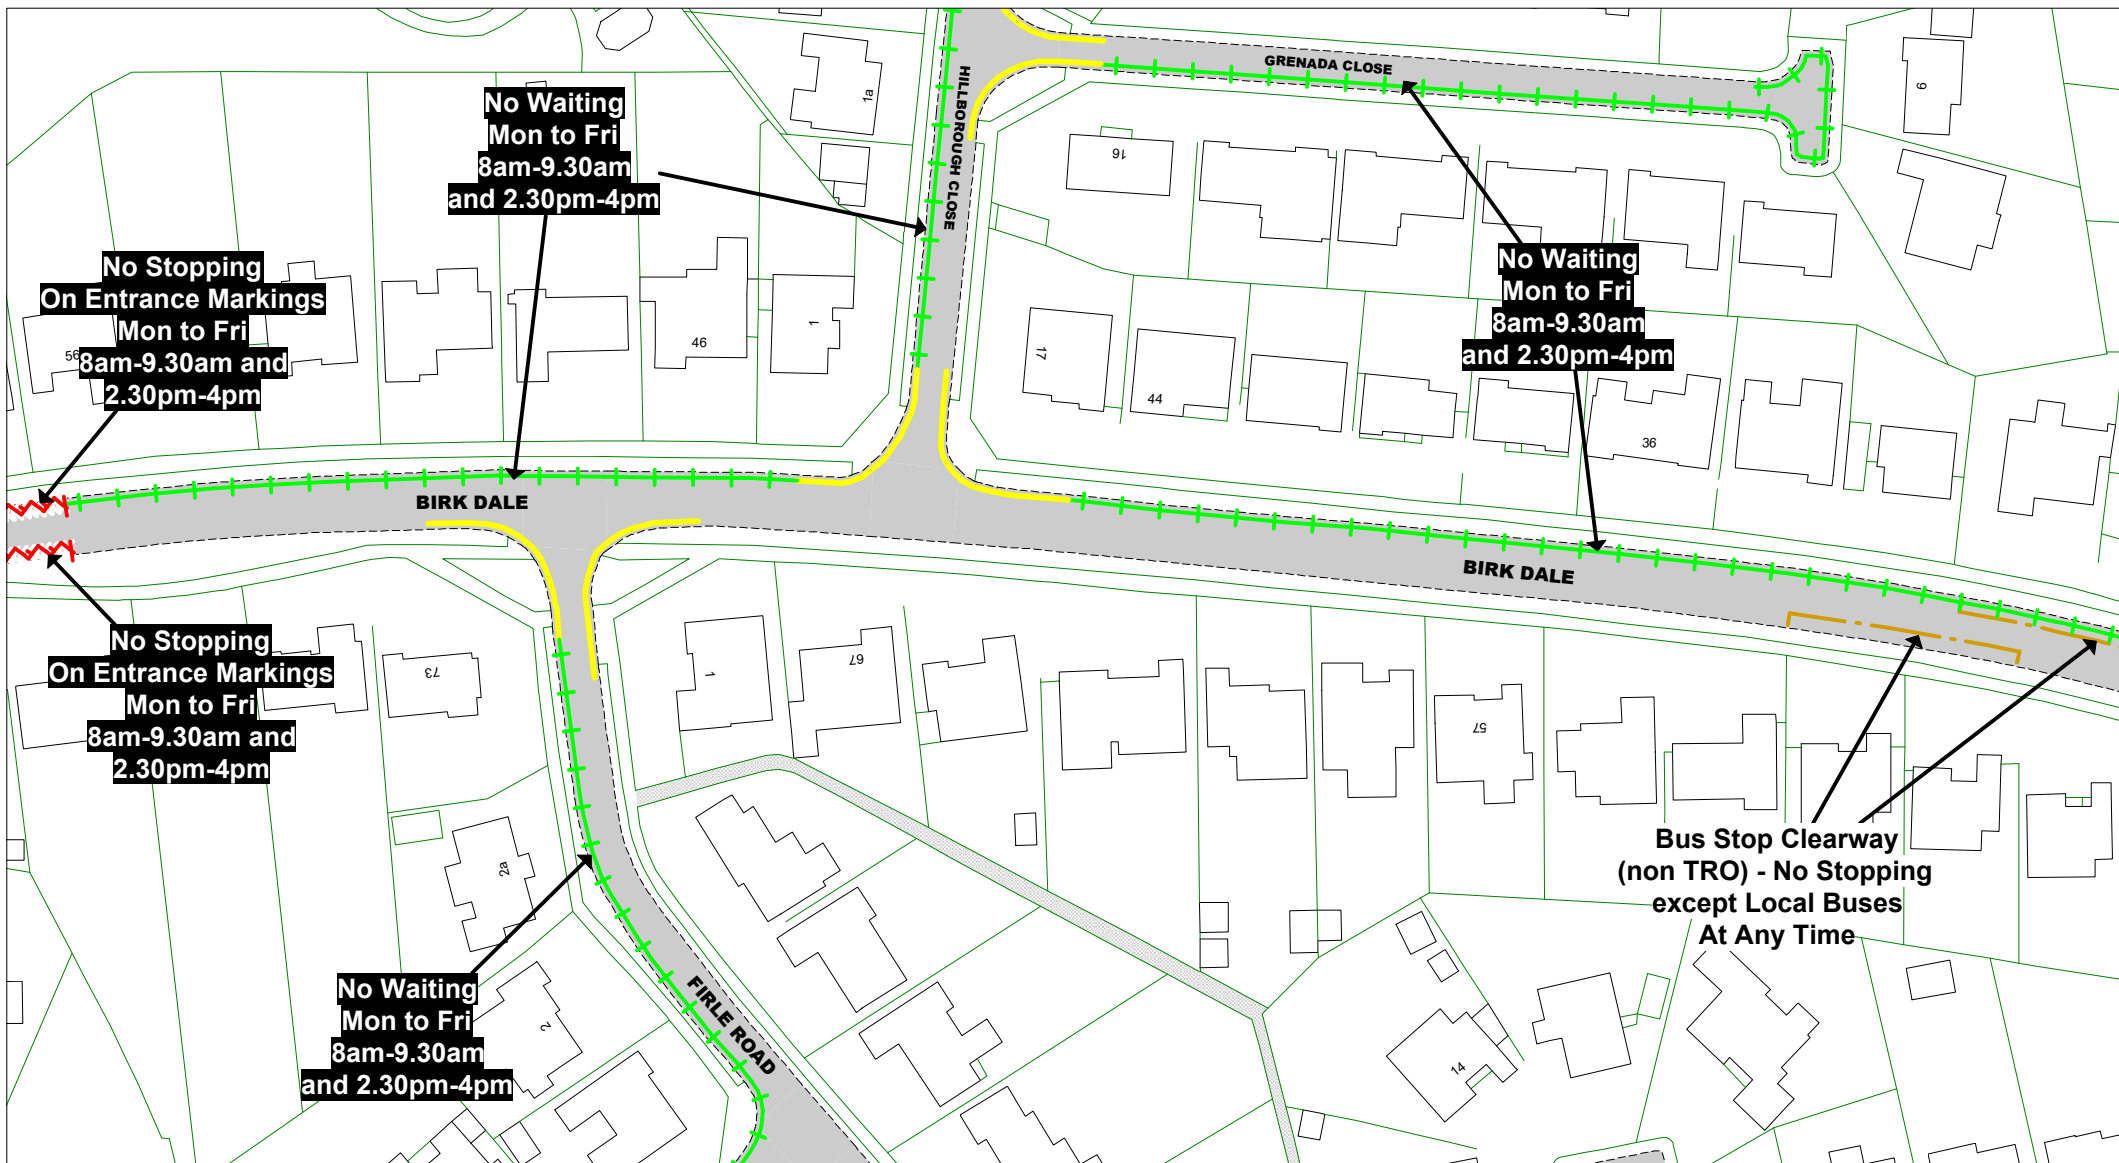 GRENADA CLOSE
HILLBOROUGH CLOSE
6
1a
No Waiting
Mon to Fri
8am-9.30am
and 2.30pm-4pm
16
No Stopping
On Entrance Markings
Mon to Fri
8am-9.30am and
2.30pm-4pm
56
46
1
17
44
No Waiting
Mon to Fri
8am-9.30am
and 2.30pm-4pm
36
BIRK DALE
BIRK DALE
No Stopping
On Entrance Markings
Mon to Fri
8am-9.30am and
2.30pm-4pm
73
1
67
57
2a
Bus Stop Clearway
(non TRO) - No Stopping
except Local Buses
At Any Time
No Waiting
Mon to Fri
8am-9.30am
and 2.30pm-4pm
2
FIRLE ROAD
14